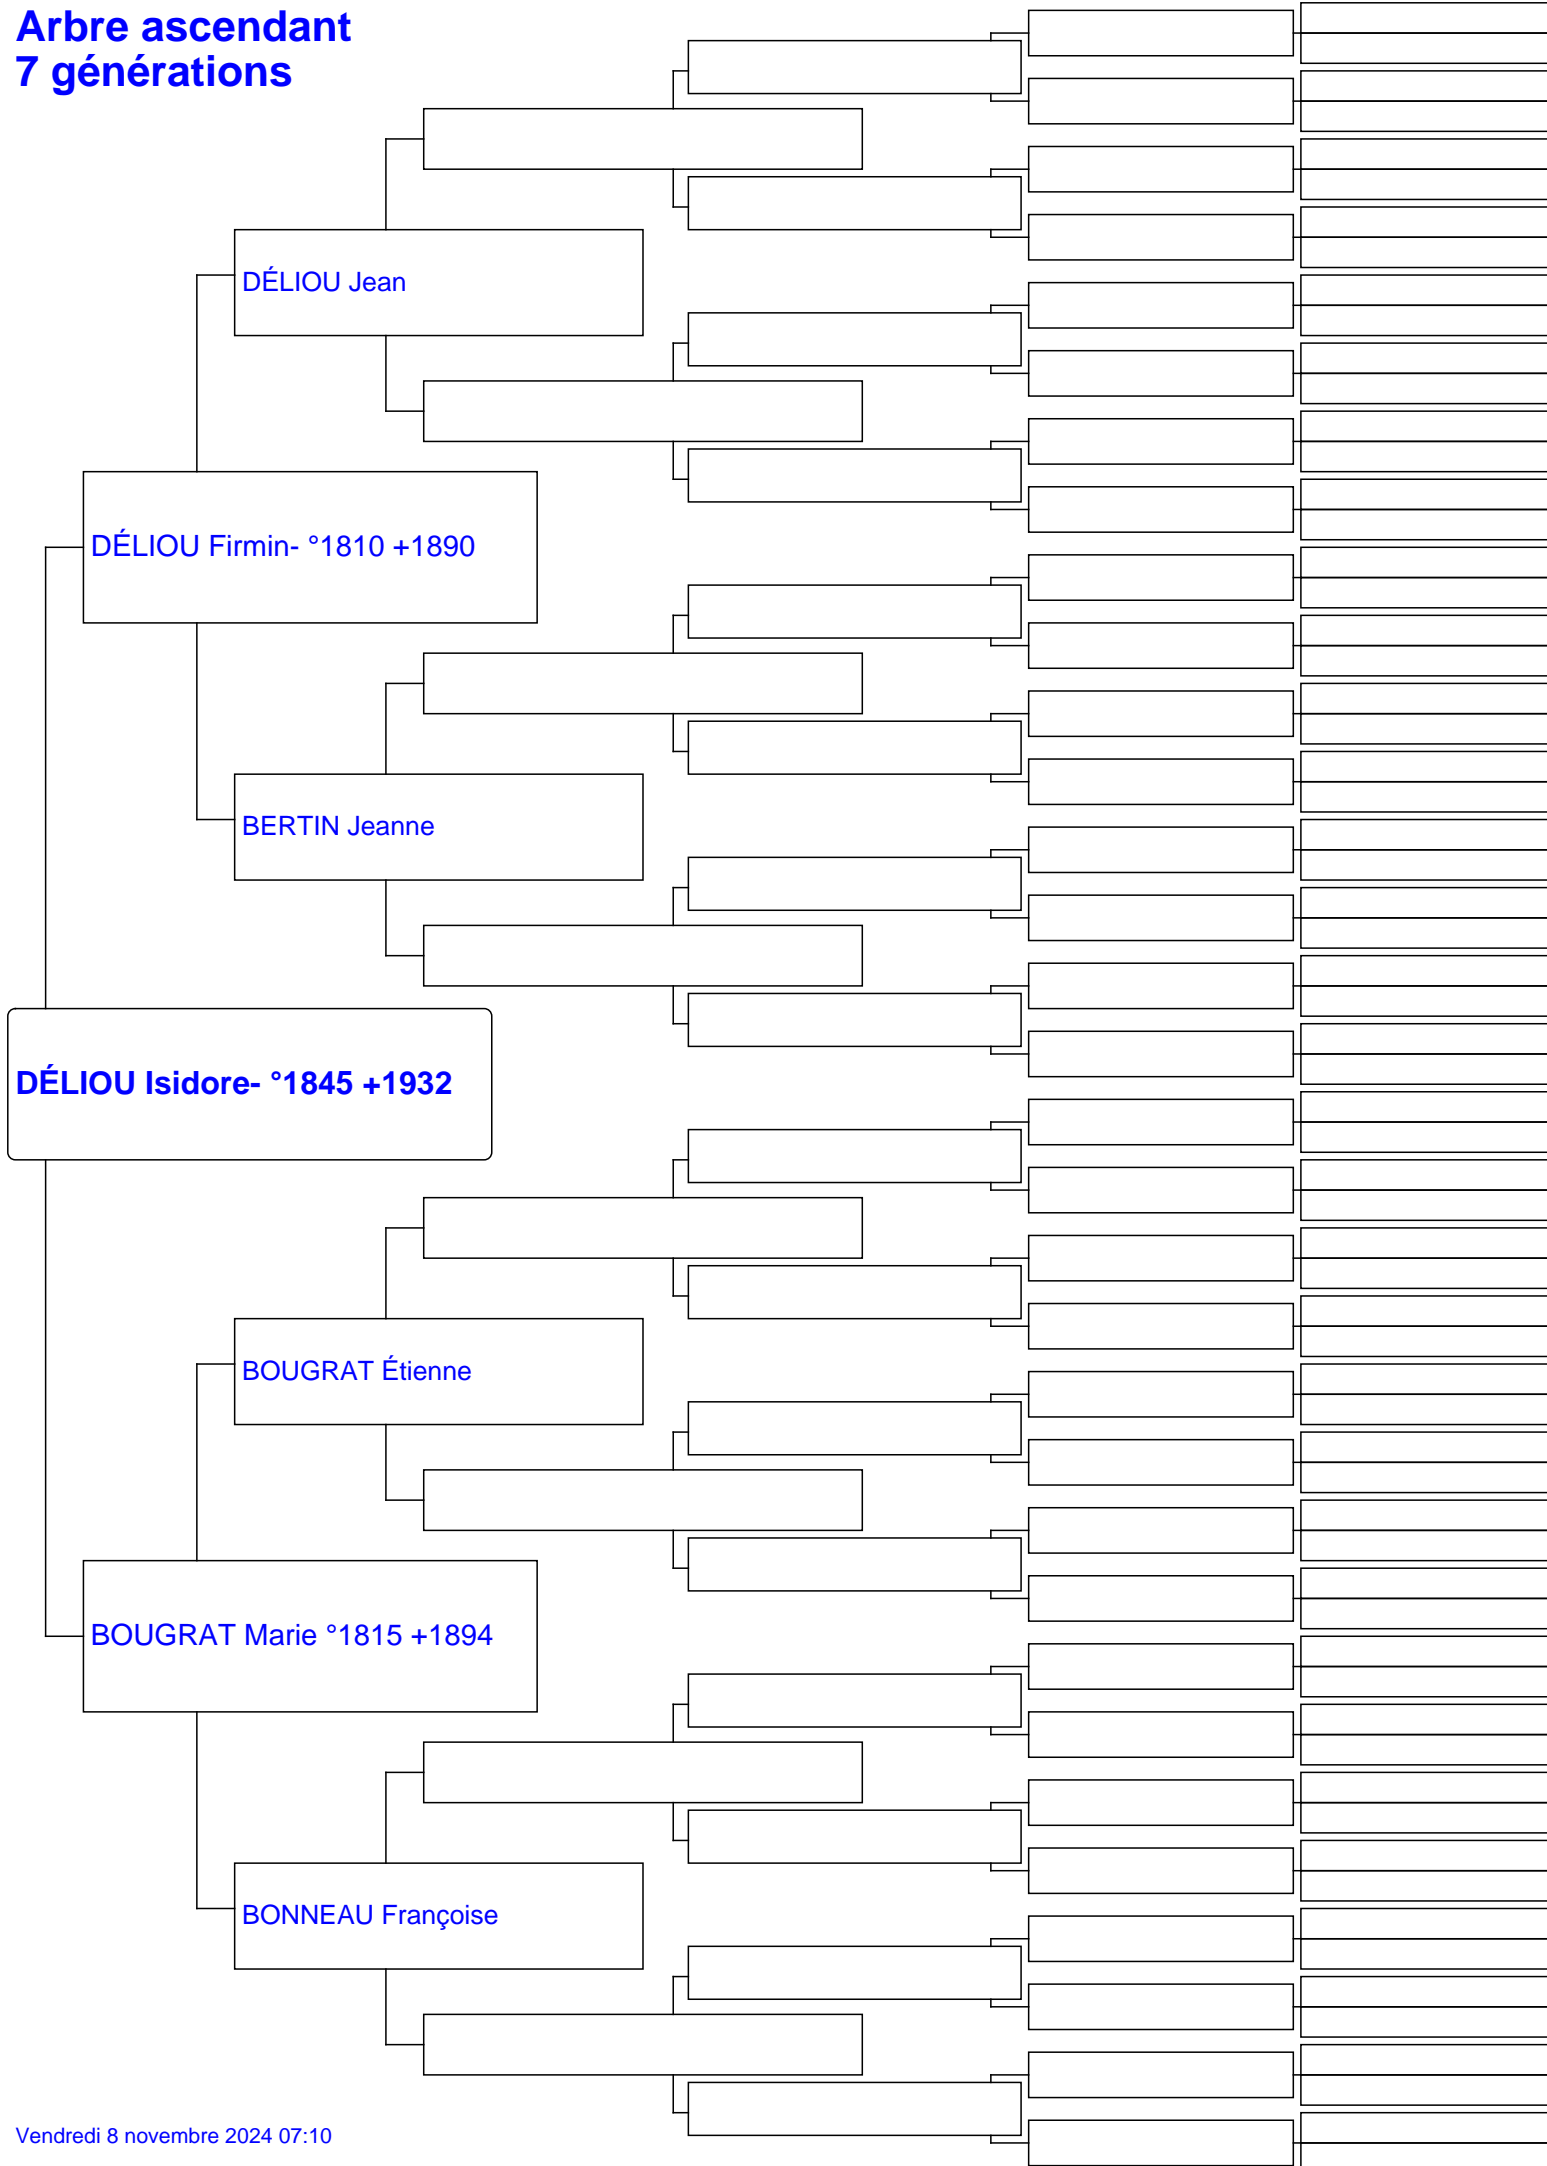 Arbre ascendant
7 générations
DÉLIOU Jean
DÉLIOU Firmin- °1810 +1890
BERTIN Jeanne
DÉLIOU Isidore- °1845 +1932
BOUGRAT Étienne
BOUGRAT Marie °1815 +1894
BONNEAU Françoise
Vendredi 8 novembre 2024 07:10